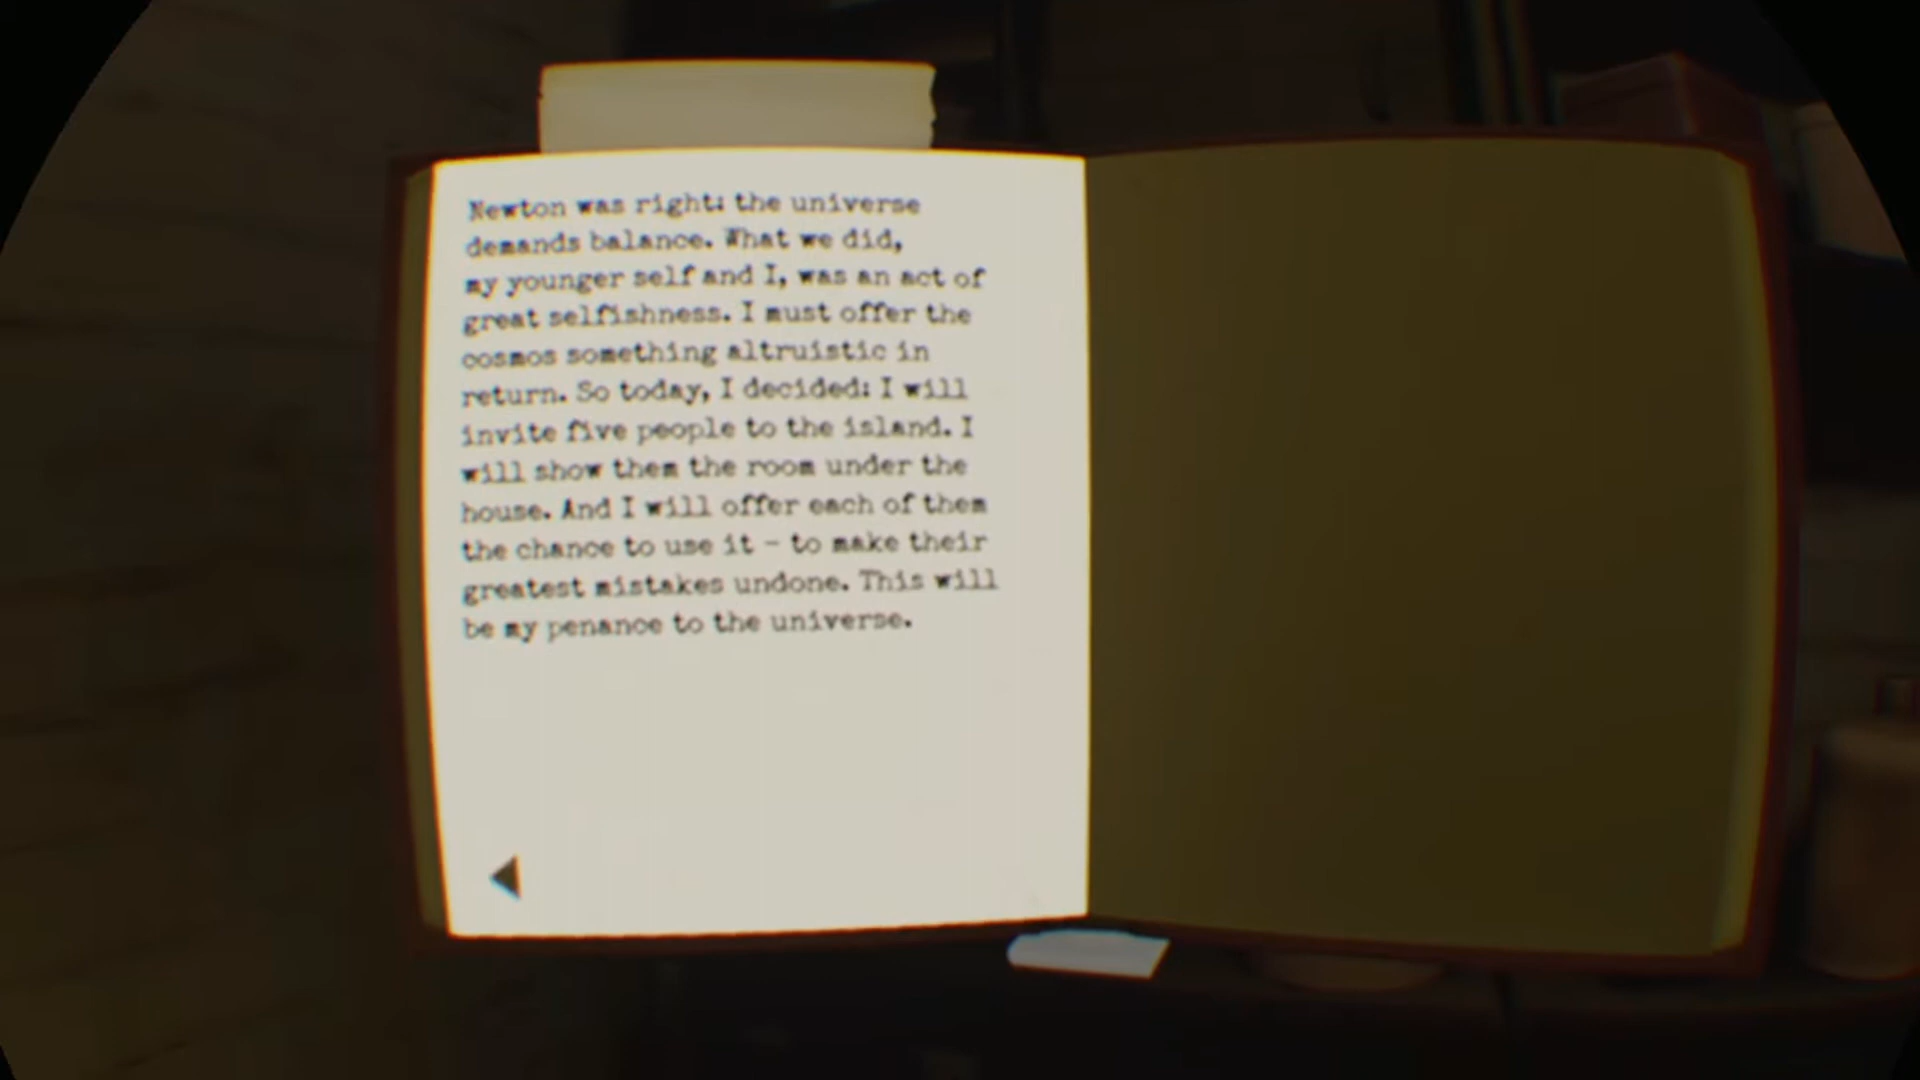 Newton was right: the universe
demands balance. What we did,
my younger self and I, was an act of
great selfishness. I must offer the
cosmos something altruistic in
return. So today, I decided: I will
invite five people to the island. I
will show them the room under the
house. And I will offer each of them
the chance to use it – to make their
greatest mistakes undone. This will
be my penance to the universe.